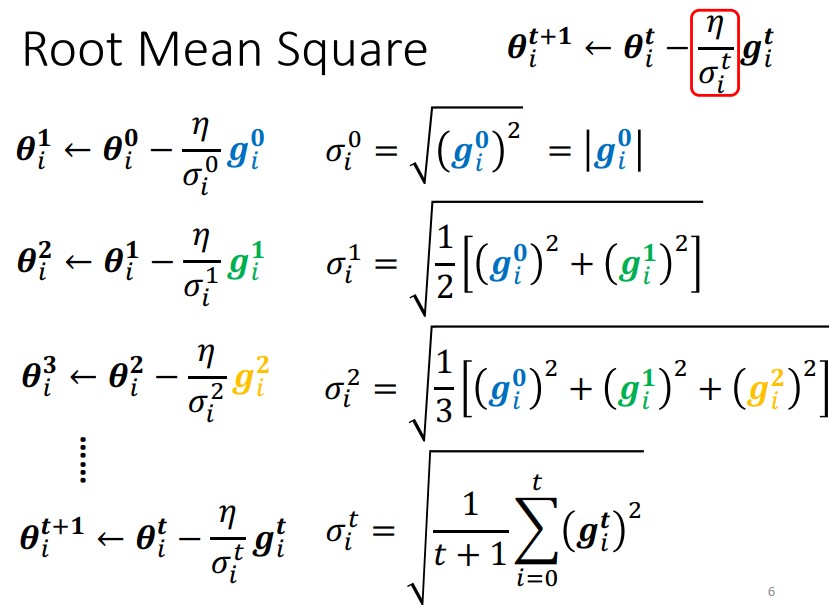 Root Mean Square θᵢᵗ⁺¹ ← θᵢᵗ − η/σᵢᵗ gᵢᵗ
θᵢ¹ ← θᵢ⁰ − η/σᵢ⁰ gᵢ⁰ σᵢ⁰ = √(gᵢ⁰)² = |gᵢ⁰|
θᵢ² ← θᵢ¹ − η/σᵢ¹ gᵢ¹ σᵢ¹ = √(1/2[(gᵢ⁰)² + (gᵢ¹)²])
θᵢ³ ← θᵢ² − η/σᵢ² gᵢ² σᵢ² = √(1/3[(gᵢ⁰)² + (gᵢ¹)² + (gᵢ²)²])
⋮
θᵢᵗ⁺¹ ← θᵢᵗ − η/σᵢᵗ gᵢᵗ σᵢᵗ = √(1/(t + 1) ∑ᵢ₌₀ᵗ (gᵢᵗ)²)
6